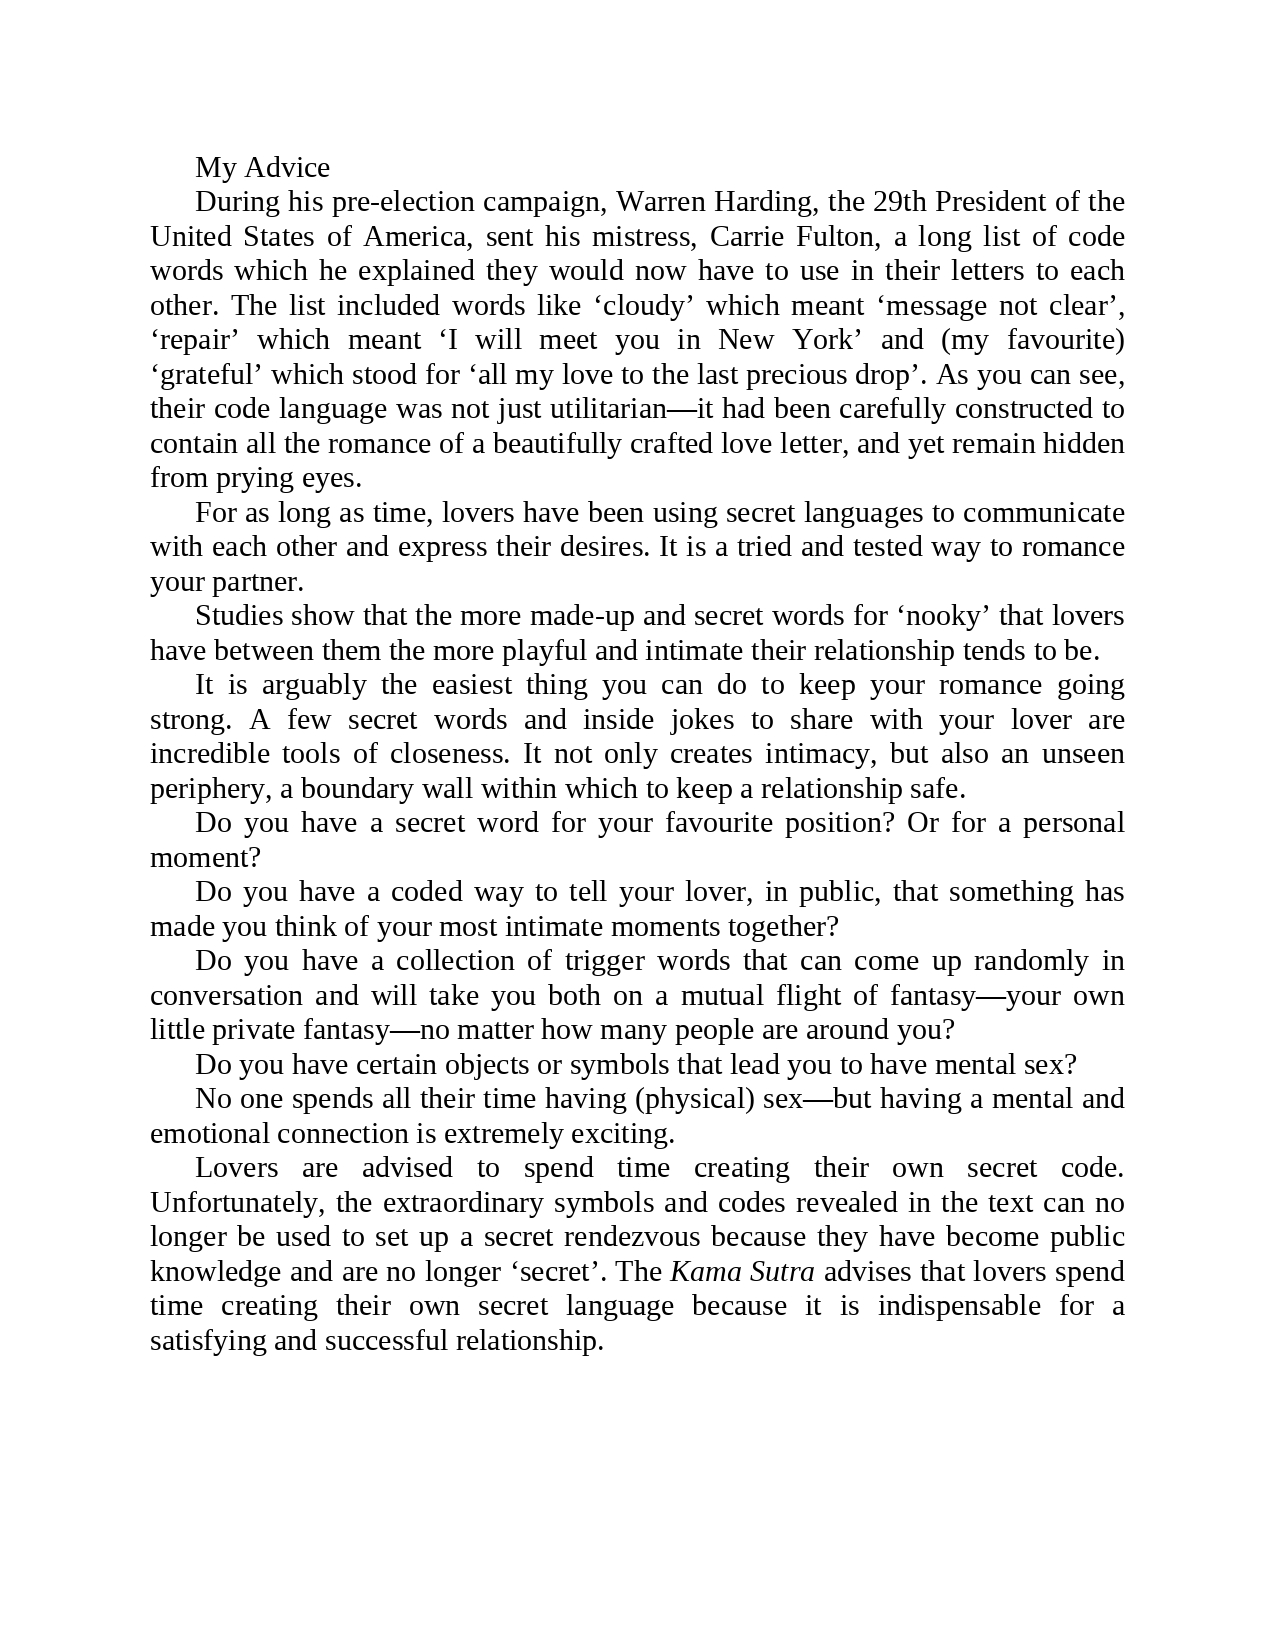 My Advice
During his pre-election campaign, Warren Harding, the 29th President of the
United States of America, sent his mistress, Carrie Fulton, a long list of code
words which he explained they would now have to use in their letters to each
other. The list included words like ‘cloudy’ which meant ‘message not clear’,
‘repair’ which meant ‘I will meet you in New York’ and (my favourite)
‘grateful’ which stood for ‘all my love to the last precious drop’. As you can see,
their code language was not just utilitarian—it had been carefully constructed to
contain all the romance of a beautifully crafted love letter, and yet remain hidden
from prying eyes.
For as long as time, lovers have been using secret languages to communicate
with each other and express their desires. It is a tried and tested way to romance
your partner.
Studies show that the more made-up and secret words for ‘nooky’ that lovers
have between them the more playful and intimate their relationship tends to be.
It is arguably the easiest thing you can do to keep your romance going
strong. A few secret words and inside jokes to share with your lover are
incredible tools of closeness. It not only creates intimacy, but also an unseen
periphery, a boundary wall within which to keep a relationship safe.
Do you have a secret word for your favourite position? Or for a personal
moment?
Do you have a coded way to tell your lover, in public, that something has
made you think of your most intimate moments together?
Do you have a collection of trigger words that can come up randomly in
conversation and will take you both on a mutual flight of fantasy—your own
little private fantasy—no matter how many people are around you?
Do you have certain objects or symbols that lead you to have mental sex?
No one spends all their time having (physical) sex—but having a mental and
emotional connection is extremely exciting.
Lovers are advised to spend time creating their own secret code.
Unfortunately, the extraordinary symbols and codes revealed in the text can no
longer be used to set up a secret rendezvous because they have become public
knowledge and are no longer ‘secret’. The Kama Sutra advises that lovers spend
time creating their own secret language because it is indispensable for a
satisfying and successful relationship.